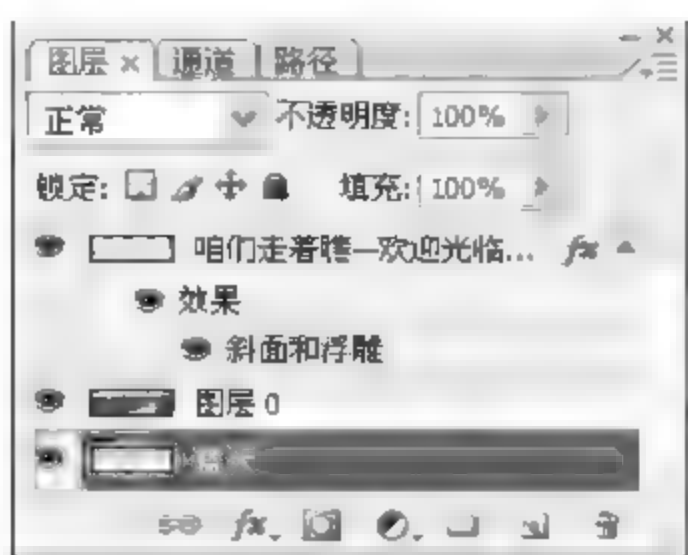 图层 × 通道 路径
正常 不透明度: 100%
锁定: 填充: 100%
咱们走着瞧—欢迎光临... fx
效果
斜面和浮雕
图层 0
fx.